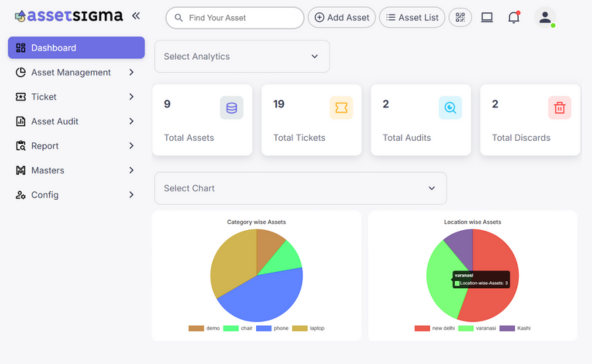 assetsigma
Find Your Asset
Add Asset
Asset List
Dashboard
Asset Management
Ticket
Asset Audit
Report
Masters
Config
Select Analytics
9
Total Assets
19
Total Tickets
2
Total Audits
2
Total Discards
Select Chart
Category wise Assets
demo chair phone laptop
Location wise Assets
varanasi
Location-wise-Assets: 3
new delhi varanasi Kashi